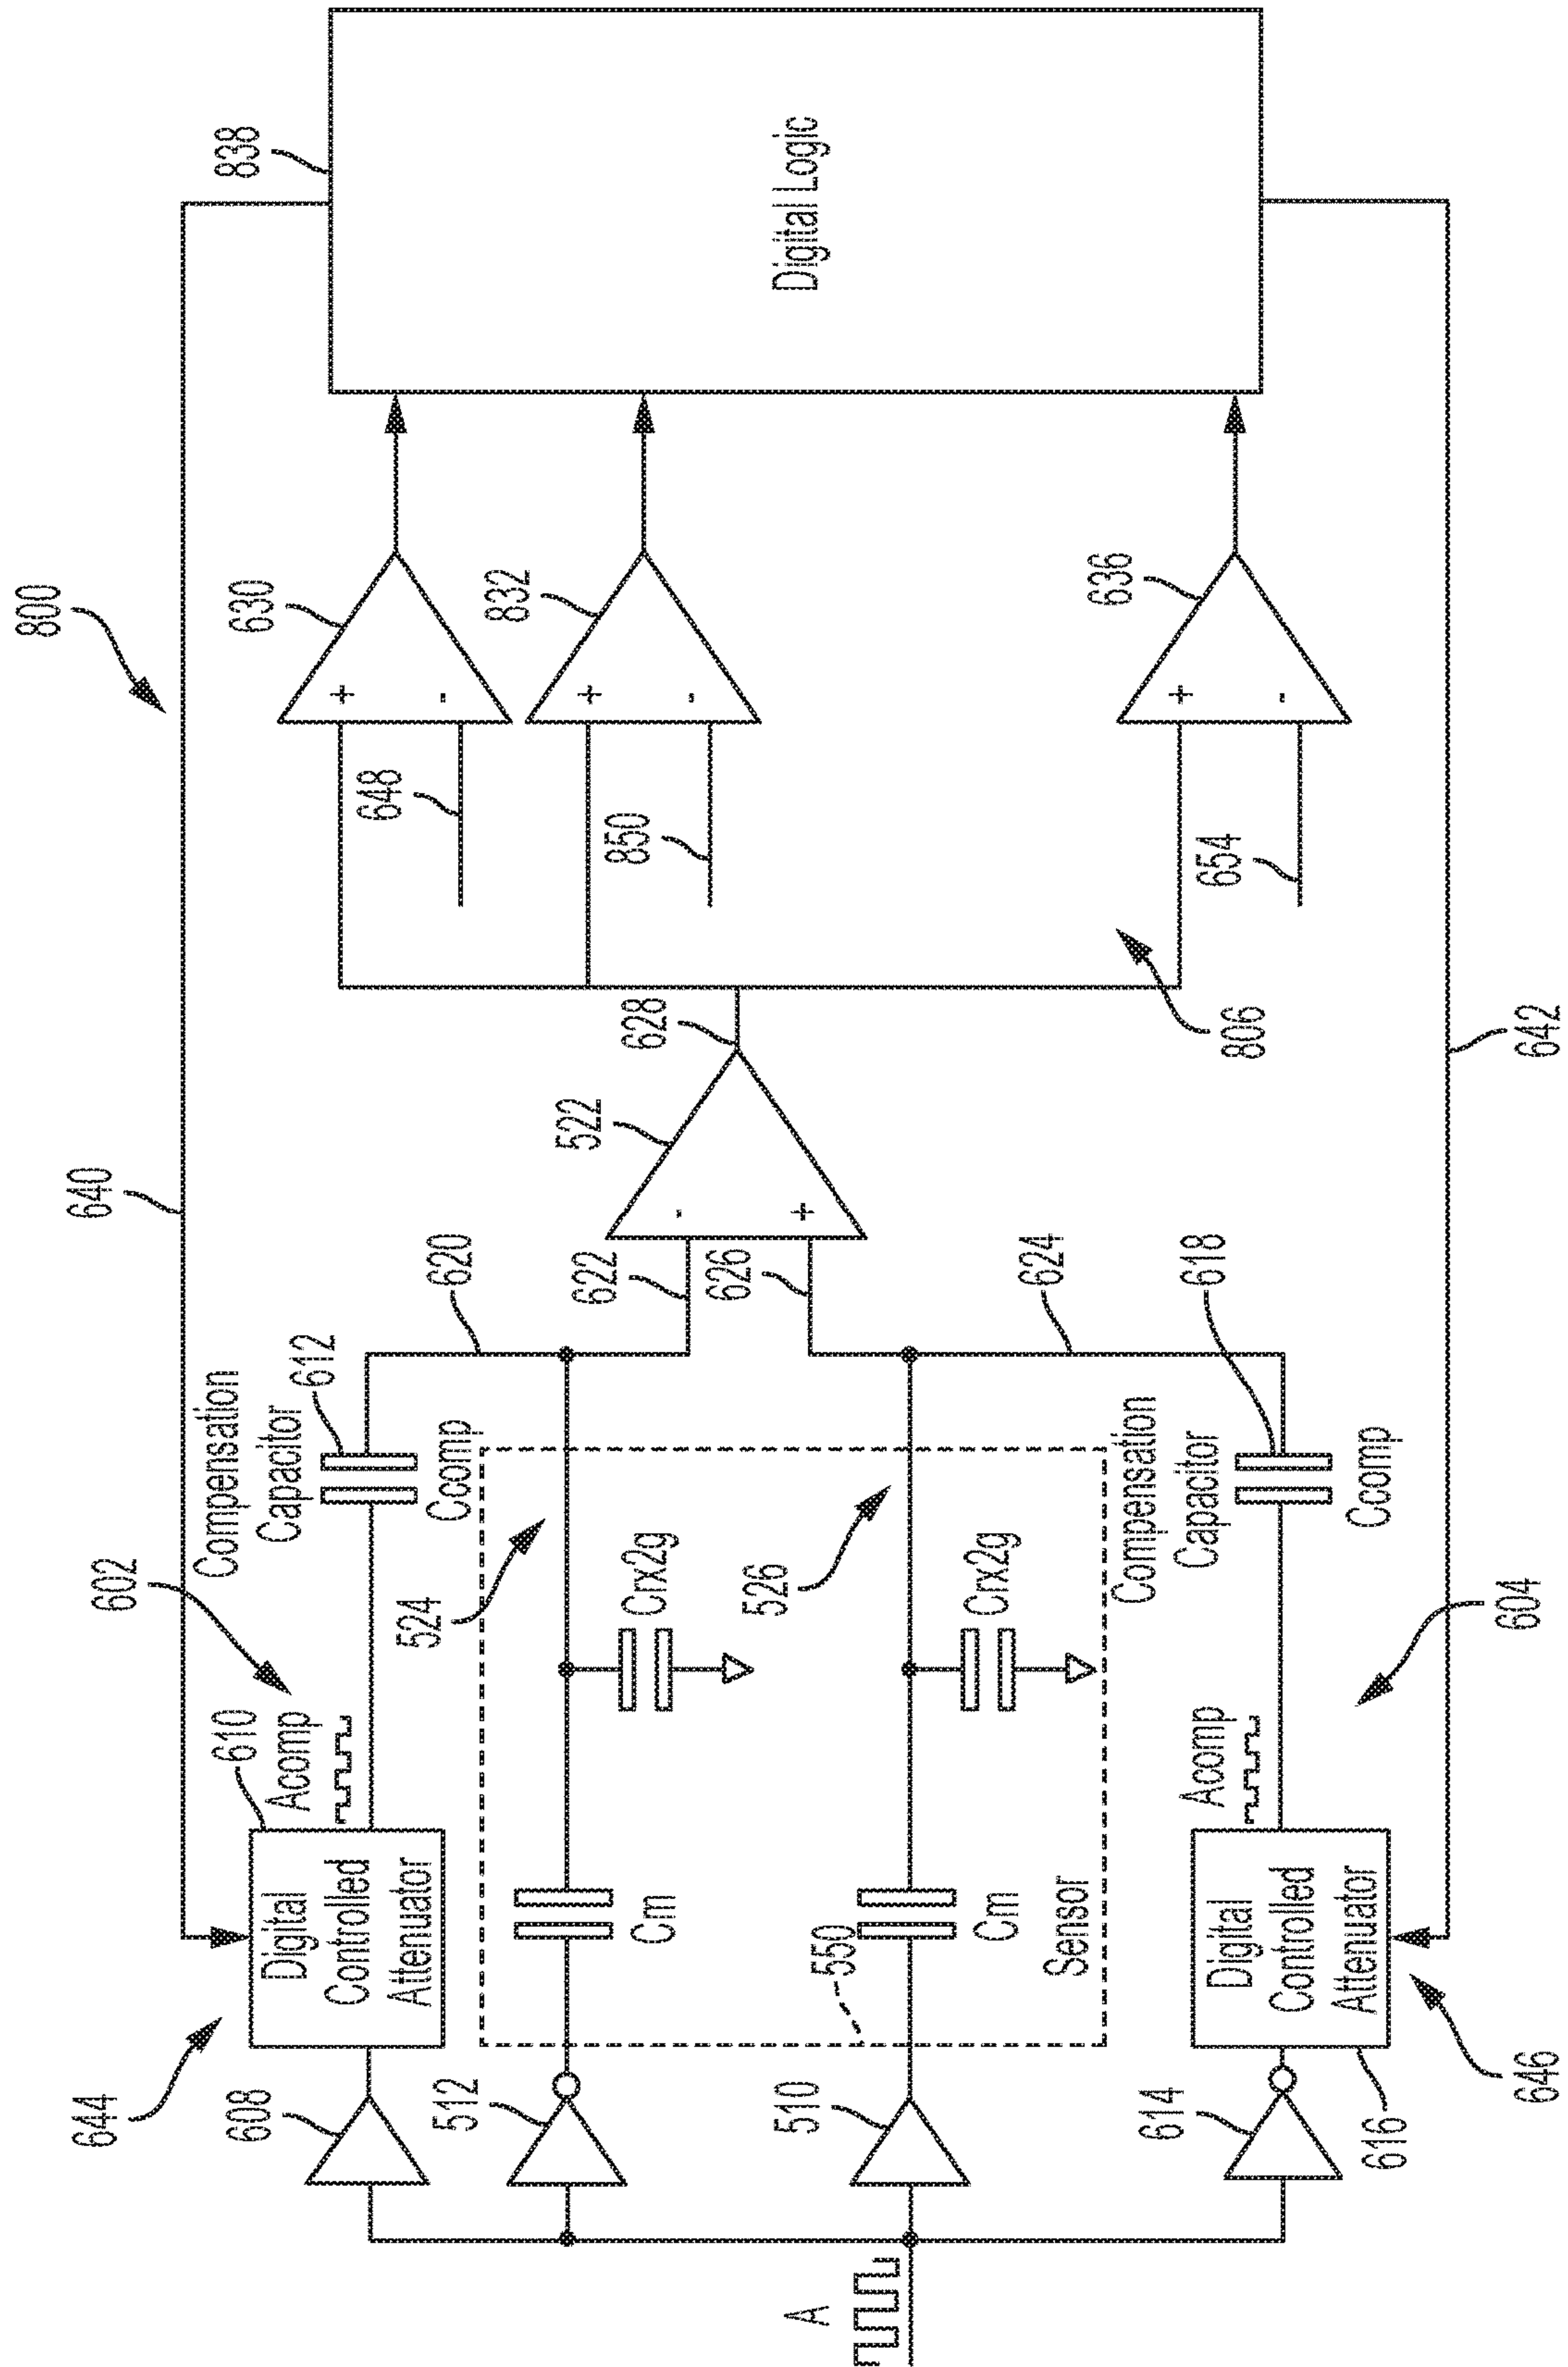 800
838
Digital Logic
640
630
832
636
648
850
654
+
-
+
-
+
-
806
642
628
522
-
+
622
626
620
624
612
618
Compensation
Capacitor
Ccomp
Compensation
Capacitor
Ccomp
602
604
524
526
Crx2g
Crx2g
610
Acomp
Acomp
Digital
Controlled
Attenuator
Cm
Cm
550
Sensor
Digital
Controlled
Attenuator
644
646
608
512
510
614
616
A